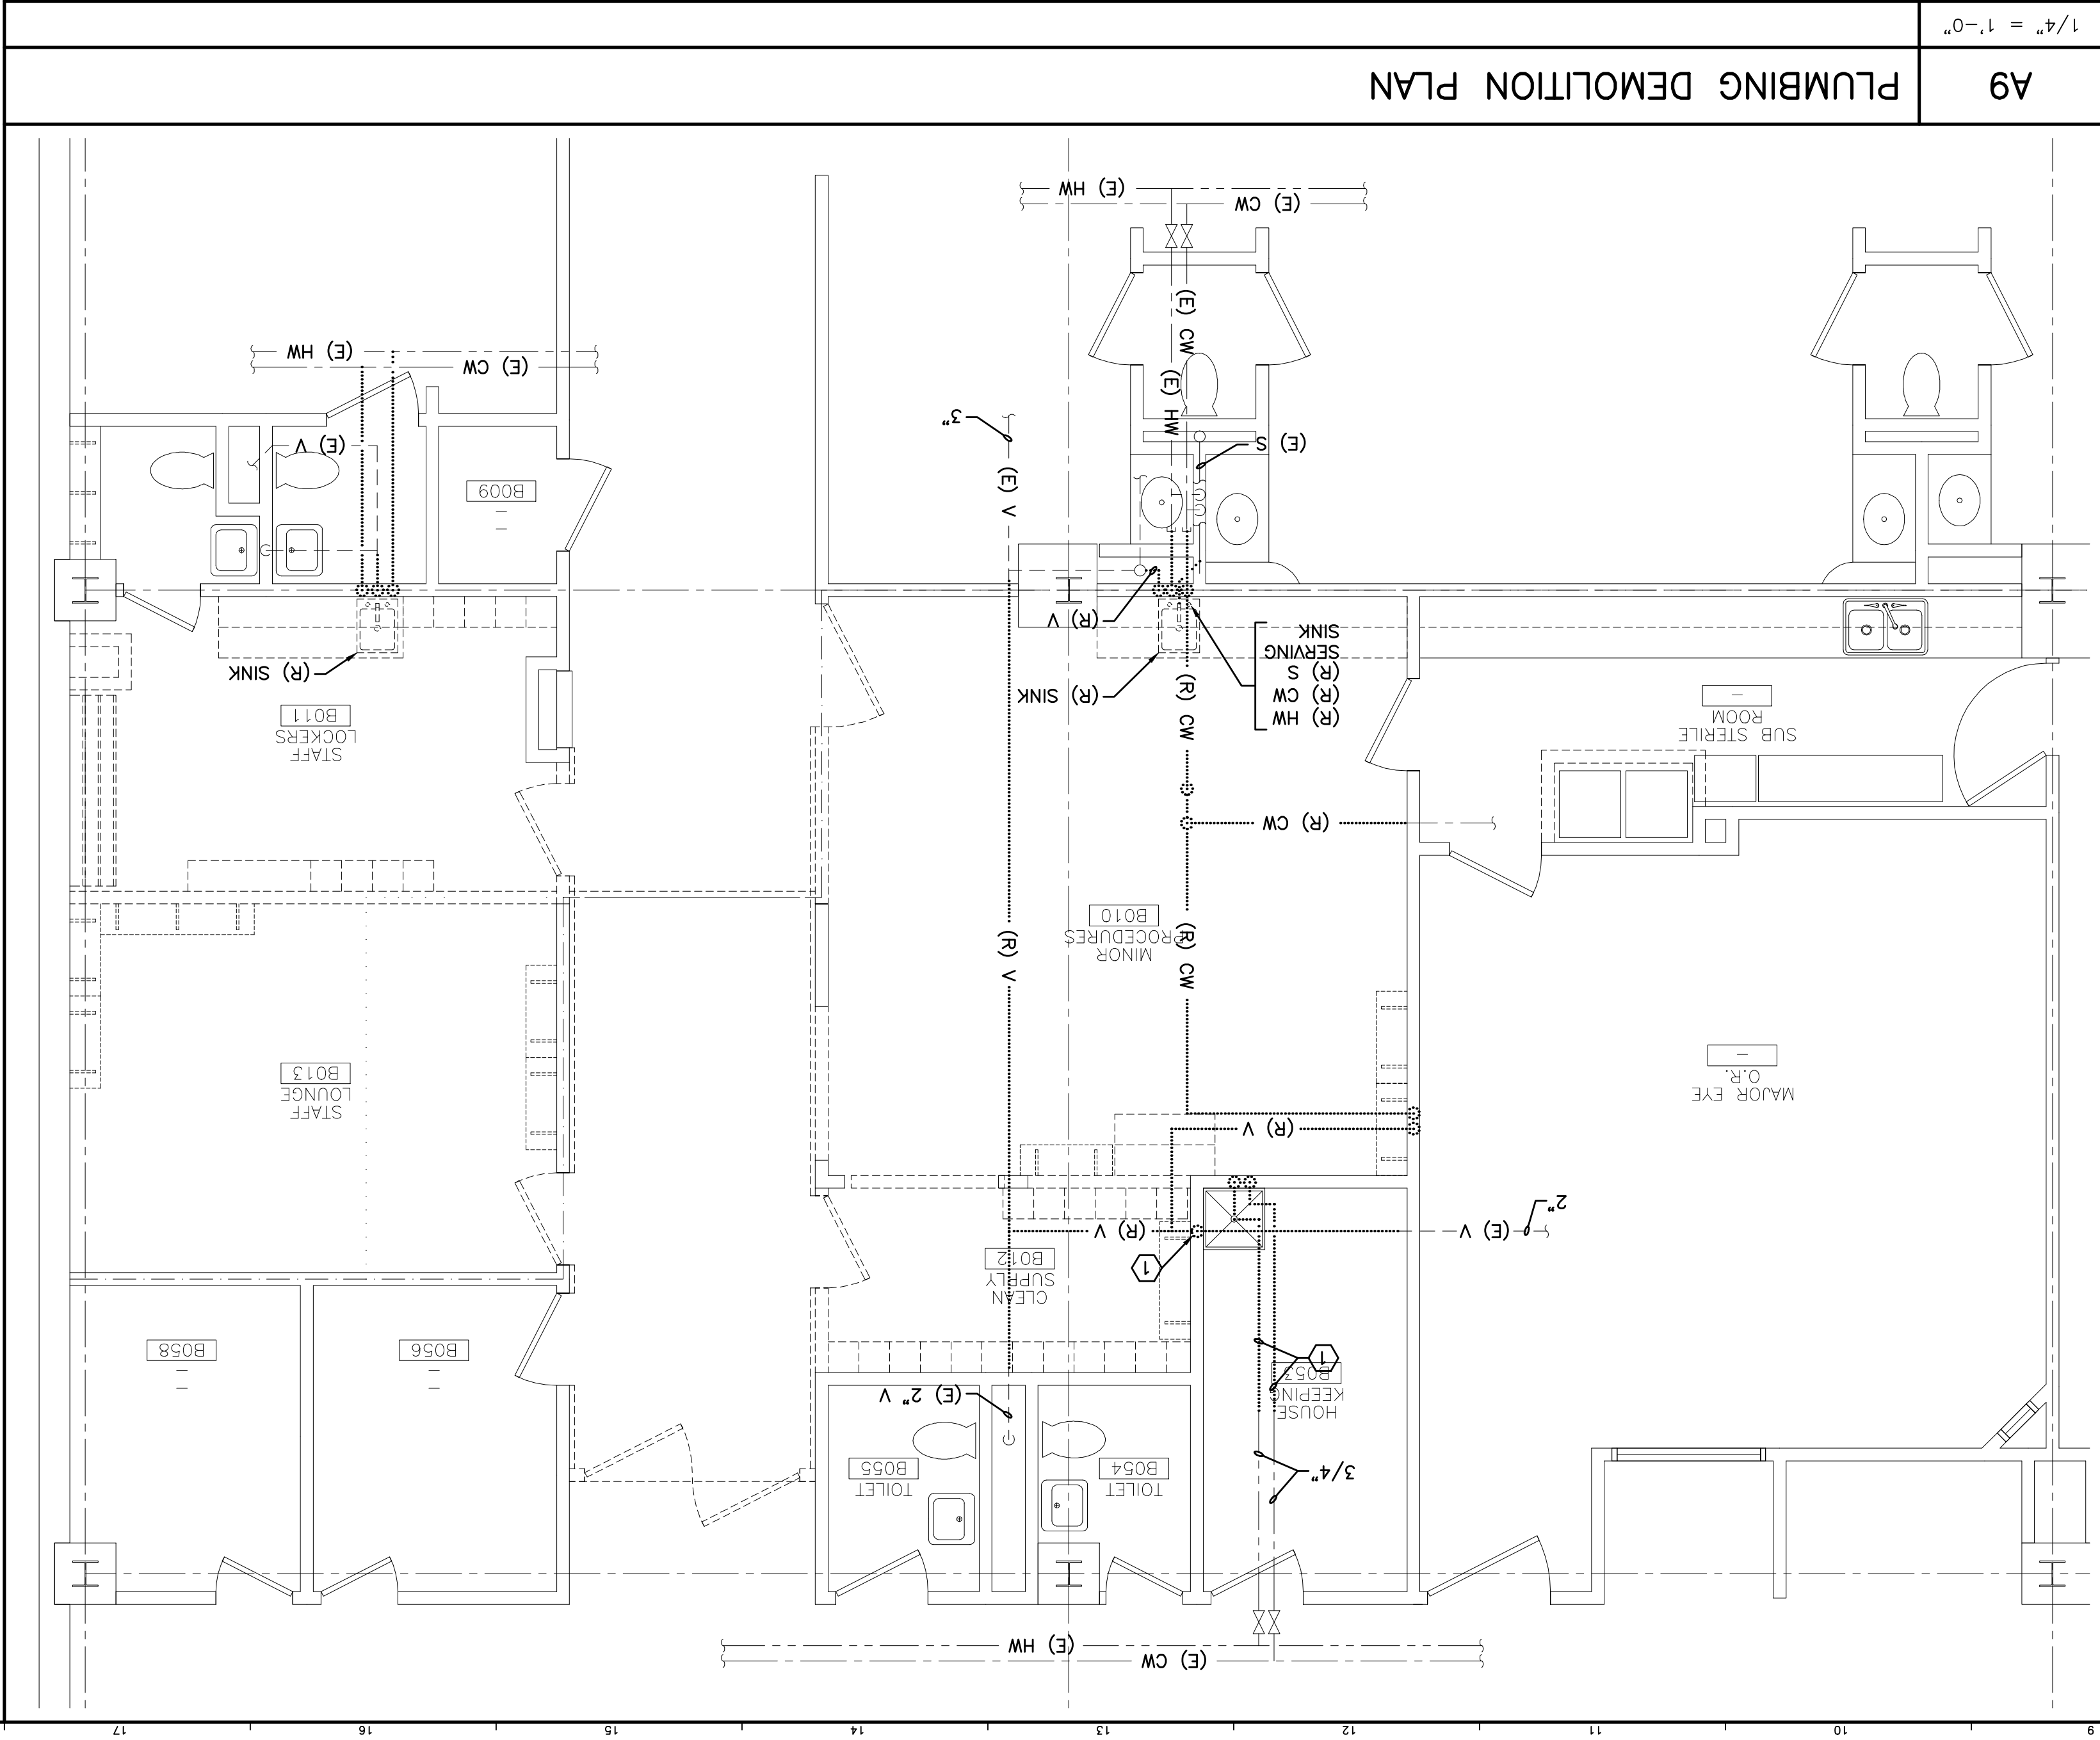 9
10
11
12
13
14
15
16
17
(E) CW
(E) HW
3/4"
TOILET
B054
TOILET
B055
HOUSE
KEEPING
B053
1
(E) 2" V
B056
–
–
B058
–
–
CLEAN
SUPPLY
B012
1
2"
(E) V
(R) V
(R) V
MAJOR EYE
O.R.
–
STAFF
LOUNGE
B013
MINOR
PROCEDURES
B010
(R) CW
(R) V
(R) CW
SUB STERILE
ROOM
–
STAFF
LOCKERS
B011
(R) HW
(R) CW
(R) S
SERVING
SINK
(R) CW
(R) SINK
(R) SINK
(R) V
B009
–
–
(E) V
(E) V
3"
(E) S
(E) HW
(E) CW
(E) CW
(E) HW
(E) CW
(E) HW
A9
PLUMBING DEMOLITION PLAN
1/4" = 1'-0"